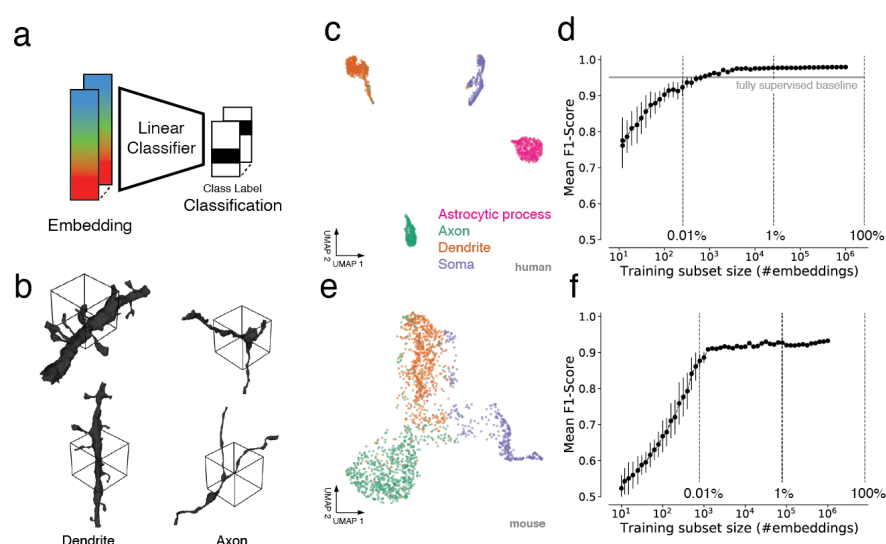 a
Linear
Classifier
Class Label
Classification
Embedding
b
Dendrite
Axon
c
Astrocytic process
Axon
Dendrite
Soma
UMAP 2
UMAP 1
human
d
Mean F1-Score
1.0
0.9
0.8
0.7
0.6
0.5
fully supervised baseline
0.01%
1%
100%
10¹ 10² 10³ 10⁴ 10⁵ 10⁶
Training subset size (#embeddings)
e
UMAP 2
UMAP 1
mouse
f
Mean F1-Score
1.0
0.9
0.8
0.7
0.6
0.5
0.01%
1%
100%
10¹ 10² 10³ 10⁴ 10⁵ 10⁶
Training subset size (#embeddings)